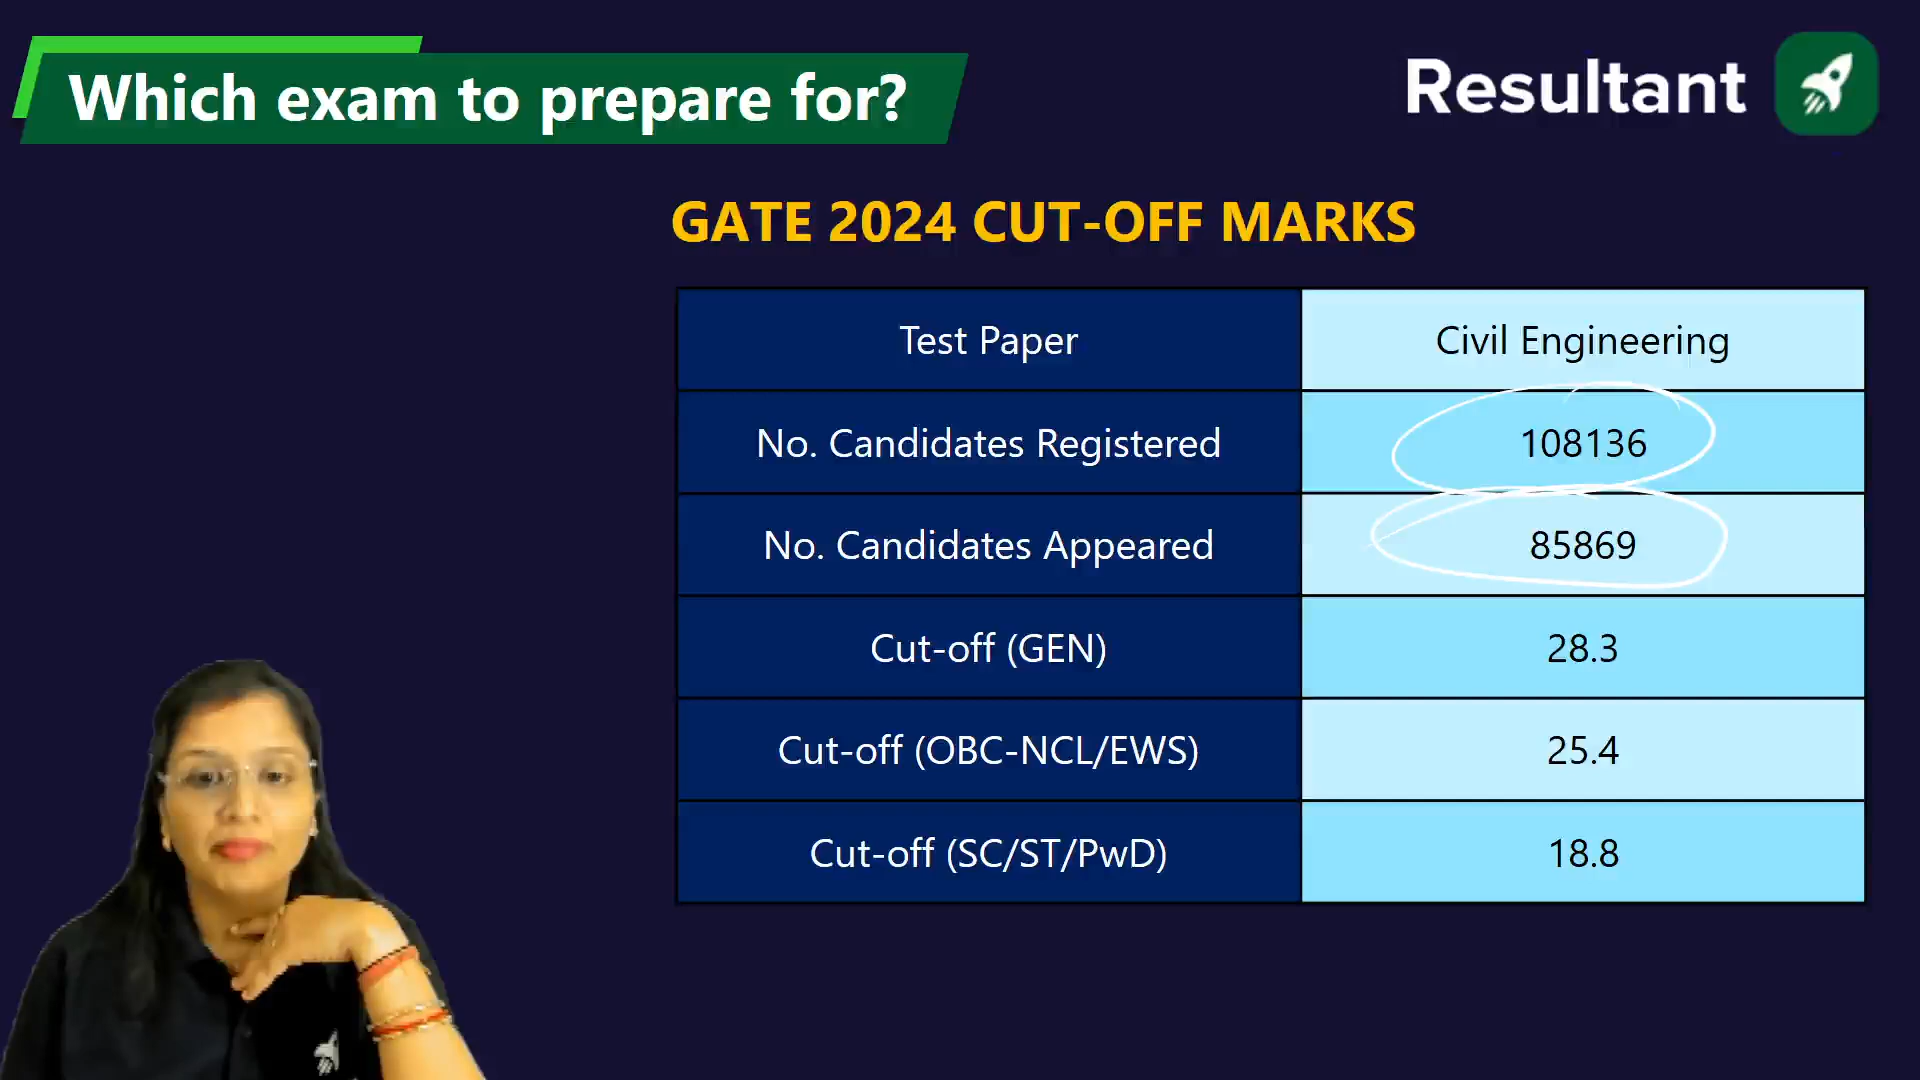 Which exam to prepare for?
Resultant
GATE 2024 CUT-OFF MARKS
Test Paper Civil Engineering
No. Candidates Registered 108136
No. Candidates Appeared 85869
Cut-off (GEN) 28.3
Cut-off (OBC-NCL/EWS) 25.4
Cut-off (SC/ST/PwD) 18.8